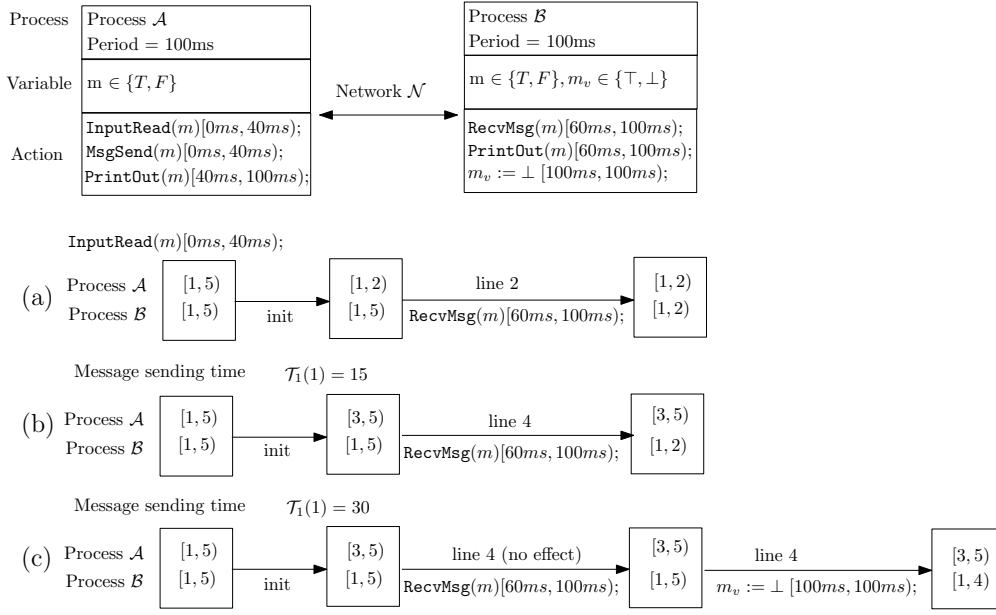 Process
Process 𝒜
Period = 100ms
Process ℬ
Period = 100ms
Variable
m ∈ {T, F}
Network 𝒩
m ∈ {T, F}, m_v ∈ {⊤, ⊥}
Action
InputRead(m)[0ms, 40ms);
MsgSend(m)[0ms, 40ms);
PrintOut(m)[40ms, 100ms);
RecvMsg(m)[60ms, 100ms);
PrintOut(m)[60ms, 100ms);
m_v := ⊥ [100ms, 100ms);
InputRead(m)[0ms, 40ms);
(a)
Process 𝒜
Process ℬ
[1, 5)
[1, 5)
init
[1, 2)
[1, 5)
line 2
RecvMsg(m)[60ms, 100ms);
[1, 2)
[1, 2)
Message sending time 𝒯₁(1) = 15
(b)
Process 𝒜
Process ℬ
[1, 5)
[1, 5)
init
[3, 5)
[1, 5)
line 4
RecvMsg(m)[60ms, 100ms);
[3, 5)
[1, 2)
Message sending time 𝒯₁(1) = 30
(c)
Process 𝒜
Process ℬ
[1, 5)
[1, 5)
init
[3, 5)
[1, 5)
line 4 (no effect)
RecvMsg(m)[60ms, 100ms);
[3, 5)
[1, 5)
line 4
m_v := ⊥ [100ms, 100ms);
[3, 5)
[1, 4)